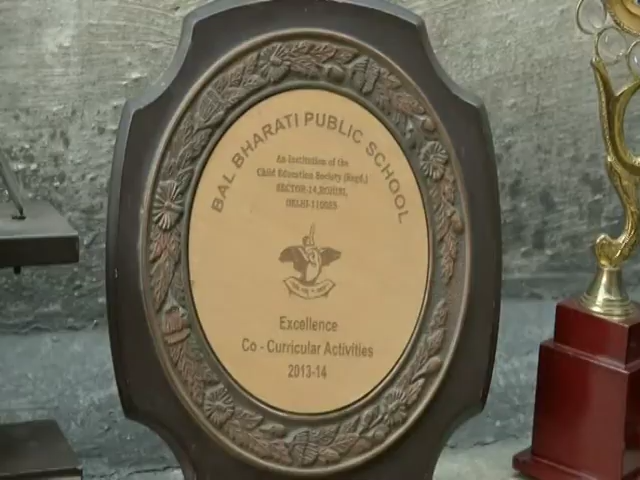 BAL BHARATI PUBLIC SCHOOL
An Institution of the
Child Education Society (Regd.)
SECTOR-14, ROHINI,
DELHI-110085
Excellence
Co - Curricular Activities
2013-14